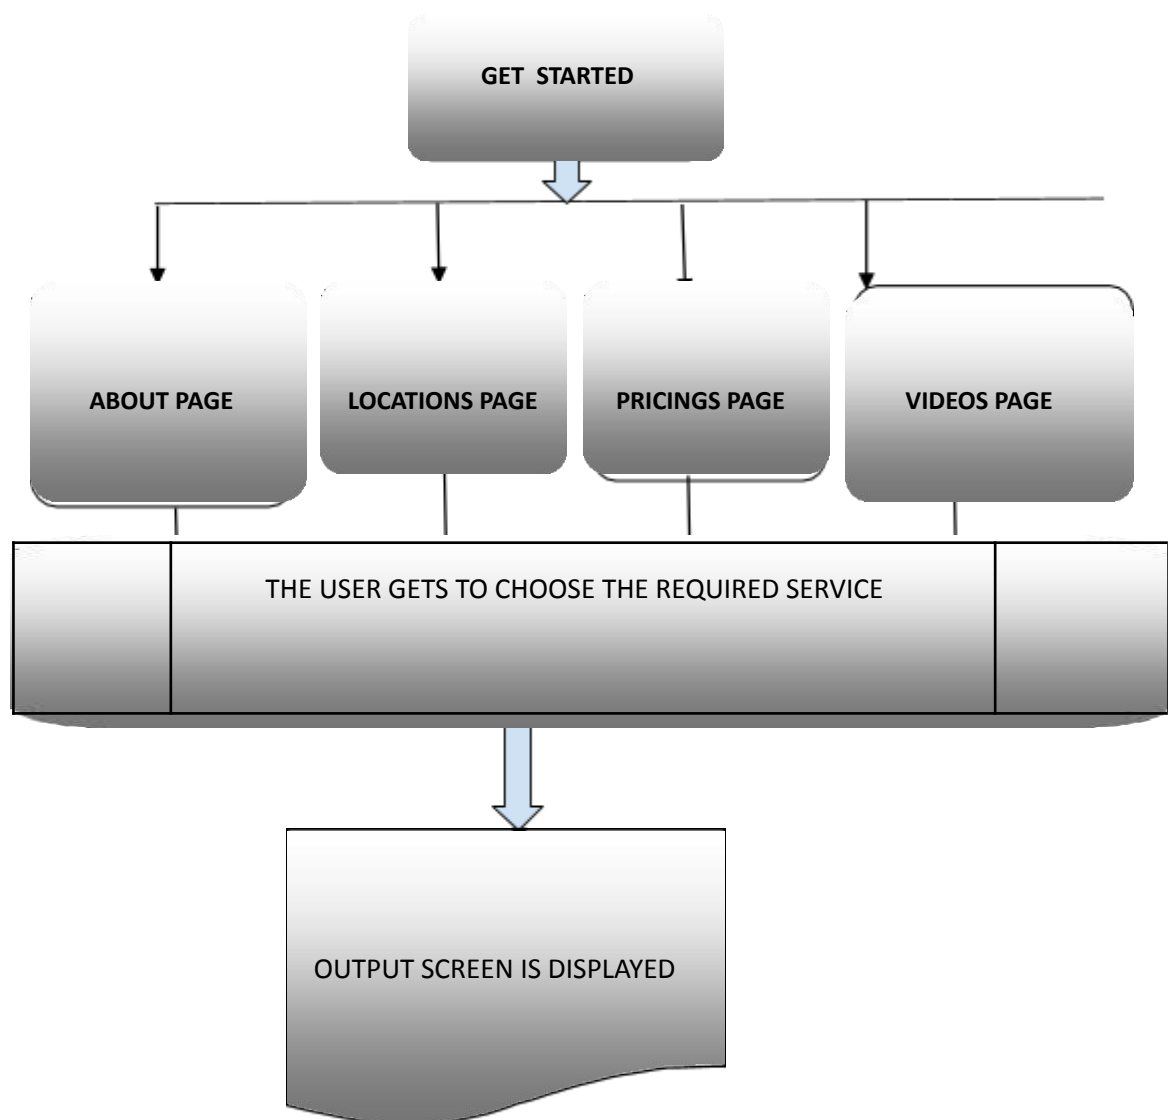 GET STARTED
ABOUT PAGE
LOCATIONS PAGE
PRICINGS PAGE
VIDEOS PAGE
THE USER GETS TO CHOOSE THE REQUIRED SERVICE
OUTPUT SCREEN IS DISPLAYED